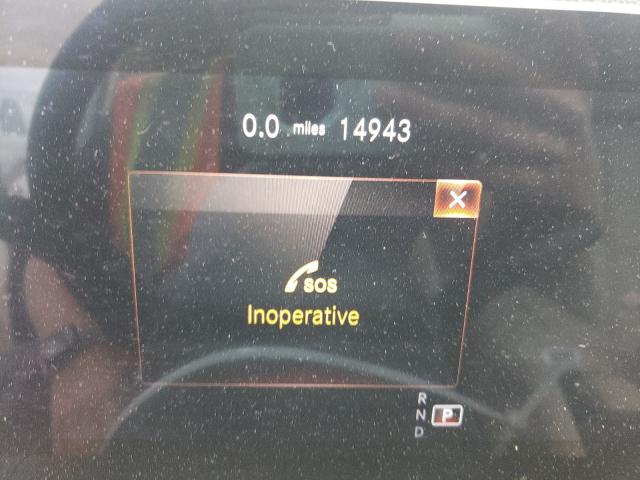 0.0 miles 14943
X
SOS
Inoperative
R
N P
D